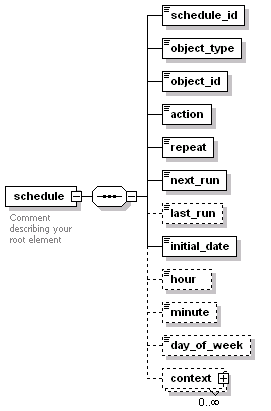 schedule_id
object_type
object_id
action
repeat
next_run
schedule
last_run
Comment
describing your
root element
initial_date
hour
minute
day_of_week
context
0..∞